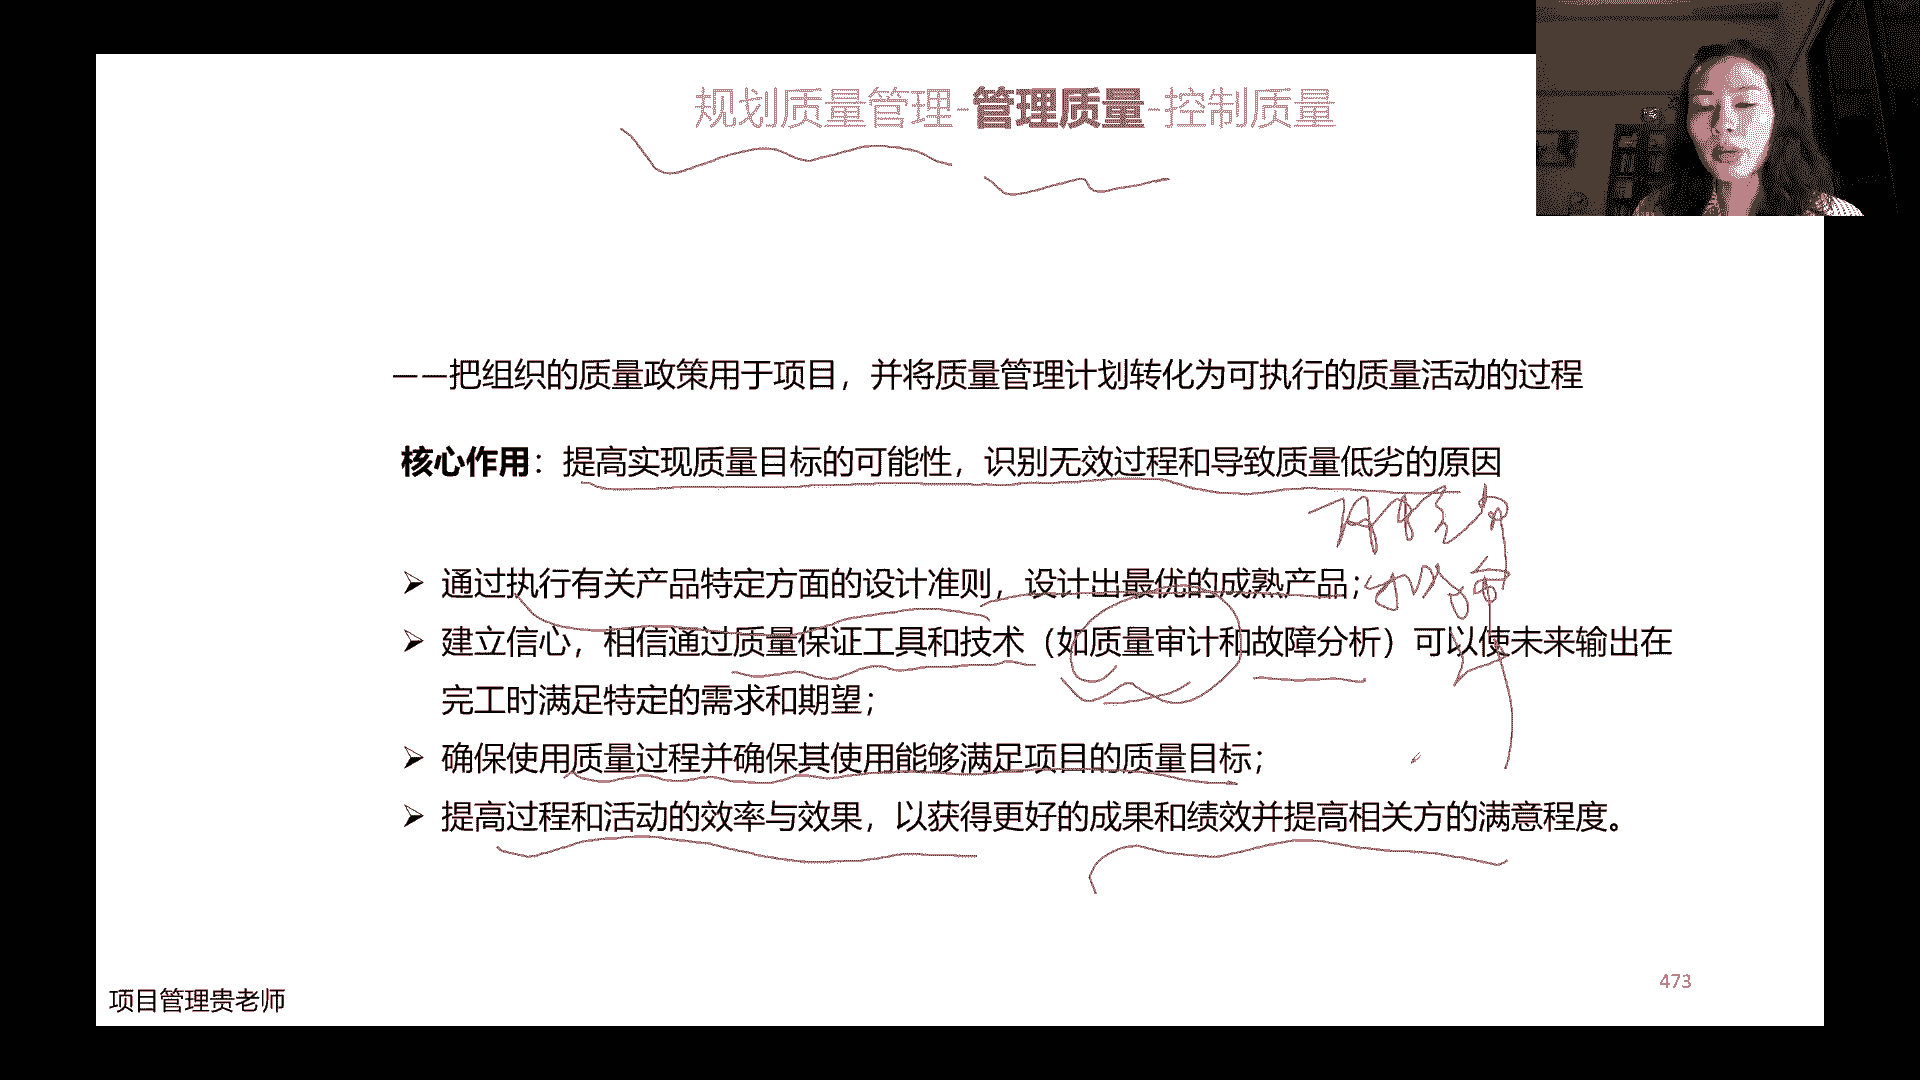 规划质量管理-管理质量-控制质量
——把组织的质量政策用于项目，并将质量管理计划转化为可执行的质量活动的过程
核心作用：提高实现质量目标的可能性，识别无效过程和导致质量低劣的原因
➢ 通过执行有关产品特定方面的设计准则，设计出最优的成熟产品；
➢ 建立信心，相信通过质量保证工具和技术（如质量审计和故障分析）可以使未来输出在
完工时满足特定的需求和期望；
➢ 确保使用质量过程并确保其使用能够满足项目的质量目标；
➢ 提高过程和活动的效率与效果，以获得更好的成果和绩效并提高相关方的满意程度。
473
项目管理贵老师